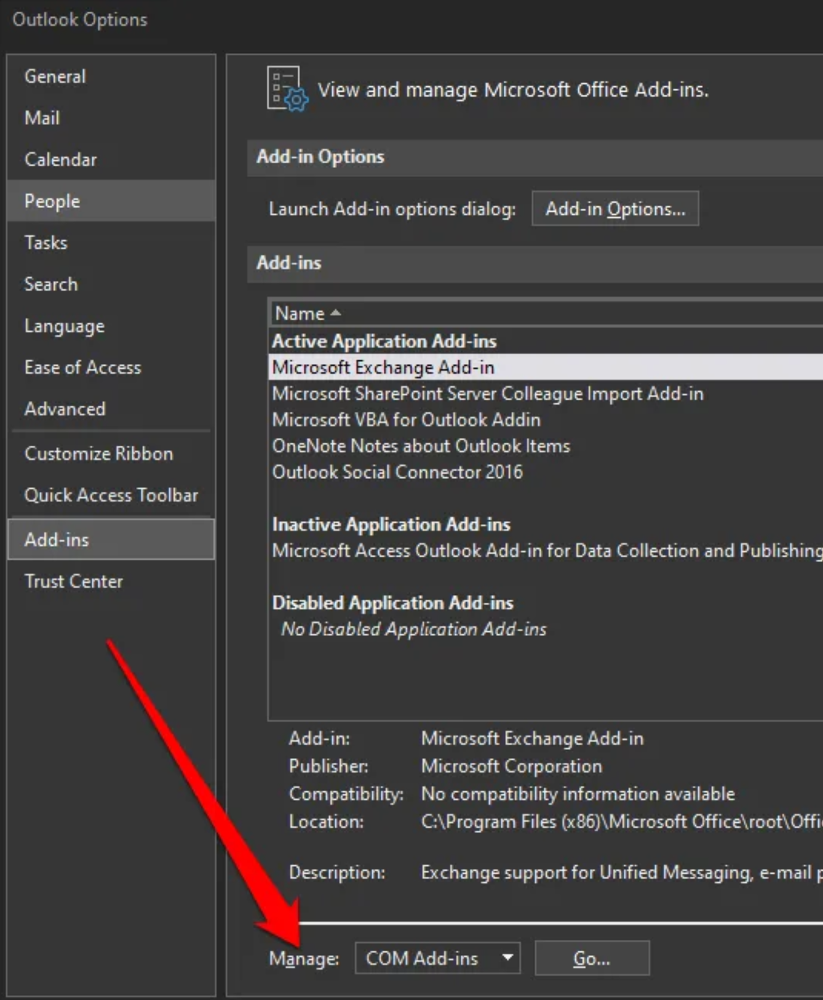 Outlook Options
General
Mail
Calendar
People
Tasks
Search
Language
Ease of Access
Advanced
Customize Ribbon
Quick Access Toolbar
Add-ins
Trust Center
View and manage Microsoft Office Add-ins.
Add-in Options
Launch Add-in options dialog: Add-in Options...
Add-ins
Name
Active Application Add-ins
Microsoft Exchange Add-in
Microsoft SharePoint Server Colleague Import Add-in
Microsoft VBA for Outlook Addin
OneNote Notes about Outlook Items
Outlook Social Connector 2016
Inactive Application Add-ins
Microsoft Access Outlook Add-in for Data Collection and Publishing
Disabled Application Add-ins
No Disabled Application Add-ins
Add-in: Microsoft Exchange Add-in
Publisher: Microsoft Corporation
Compatibility: No compatibility information available
Location: C:\Program Files (x86)\Microsoft Office\root\Offi
Description: Exchange support for Unified Messaging, e-mail p
Manage: COM Add-ins Go...